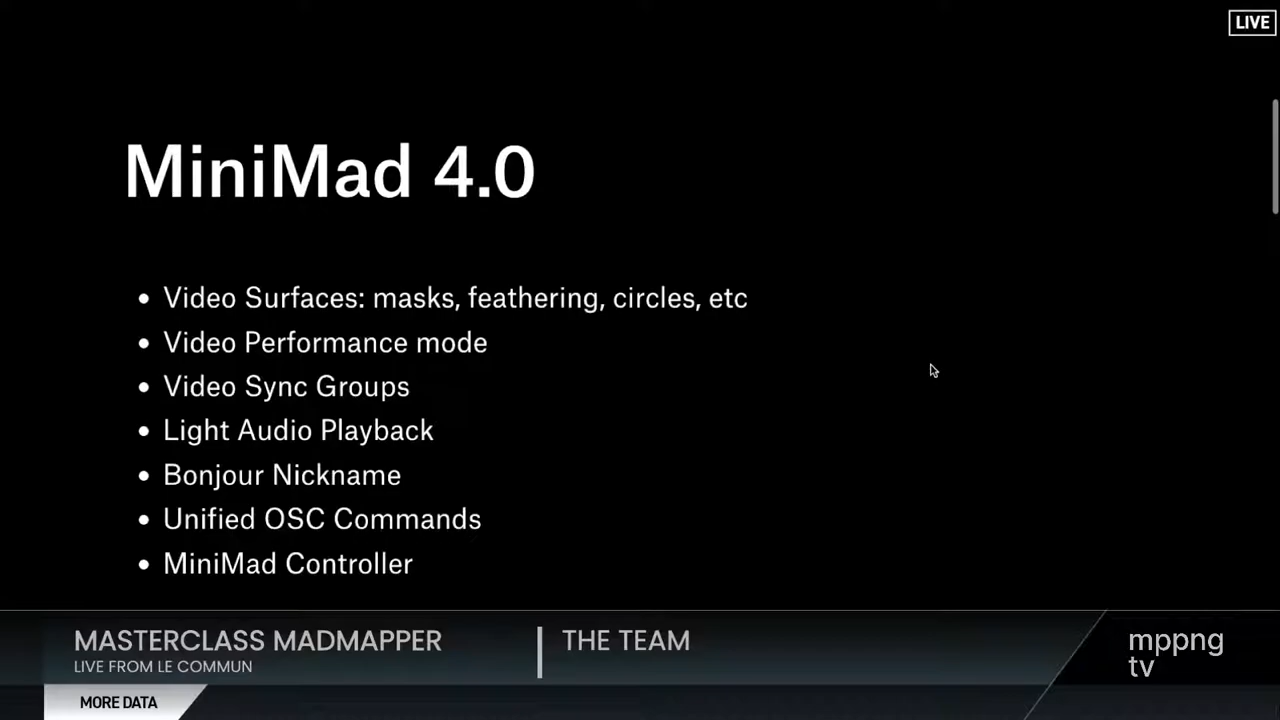 LIVE
MiniMad 4.0
• Video Surfaces: masks, feathering, circles, etc
• Video Performance mode
• Video Sync Groups
• Light Audio Playback
• Bonjour Nickname
• Unified OSC Commands
• MiniMad Controller
MASTERCLASS MADMAPPER
LIVE FROM LE COMMUN
THE TEAM
mppng
tv
MORE DATA